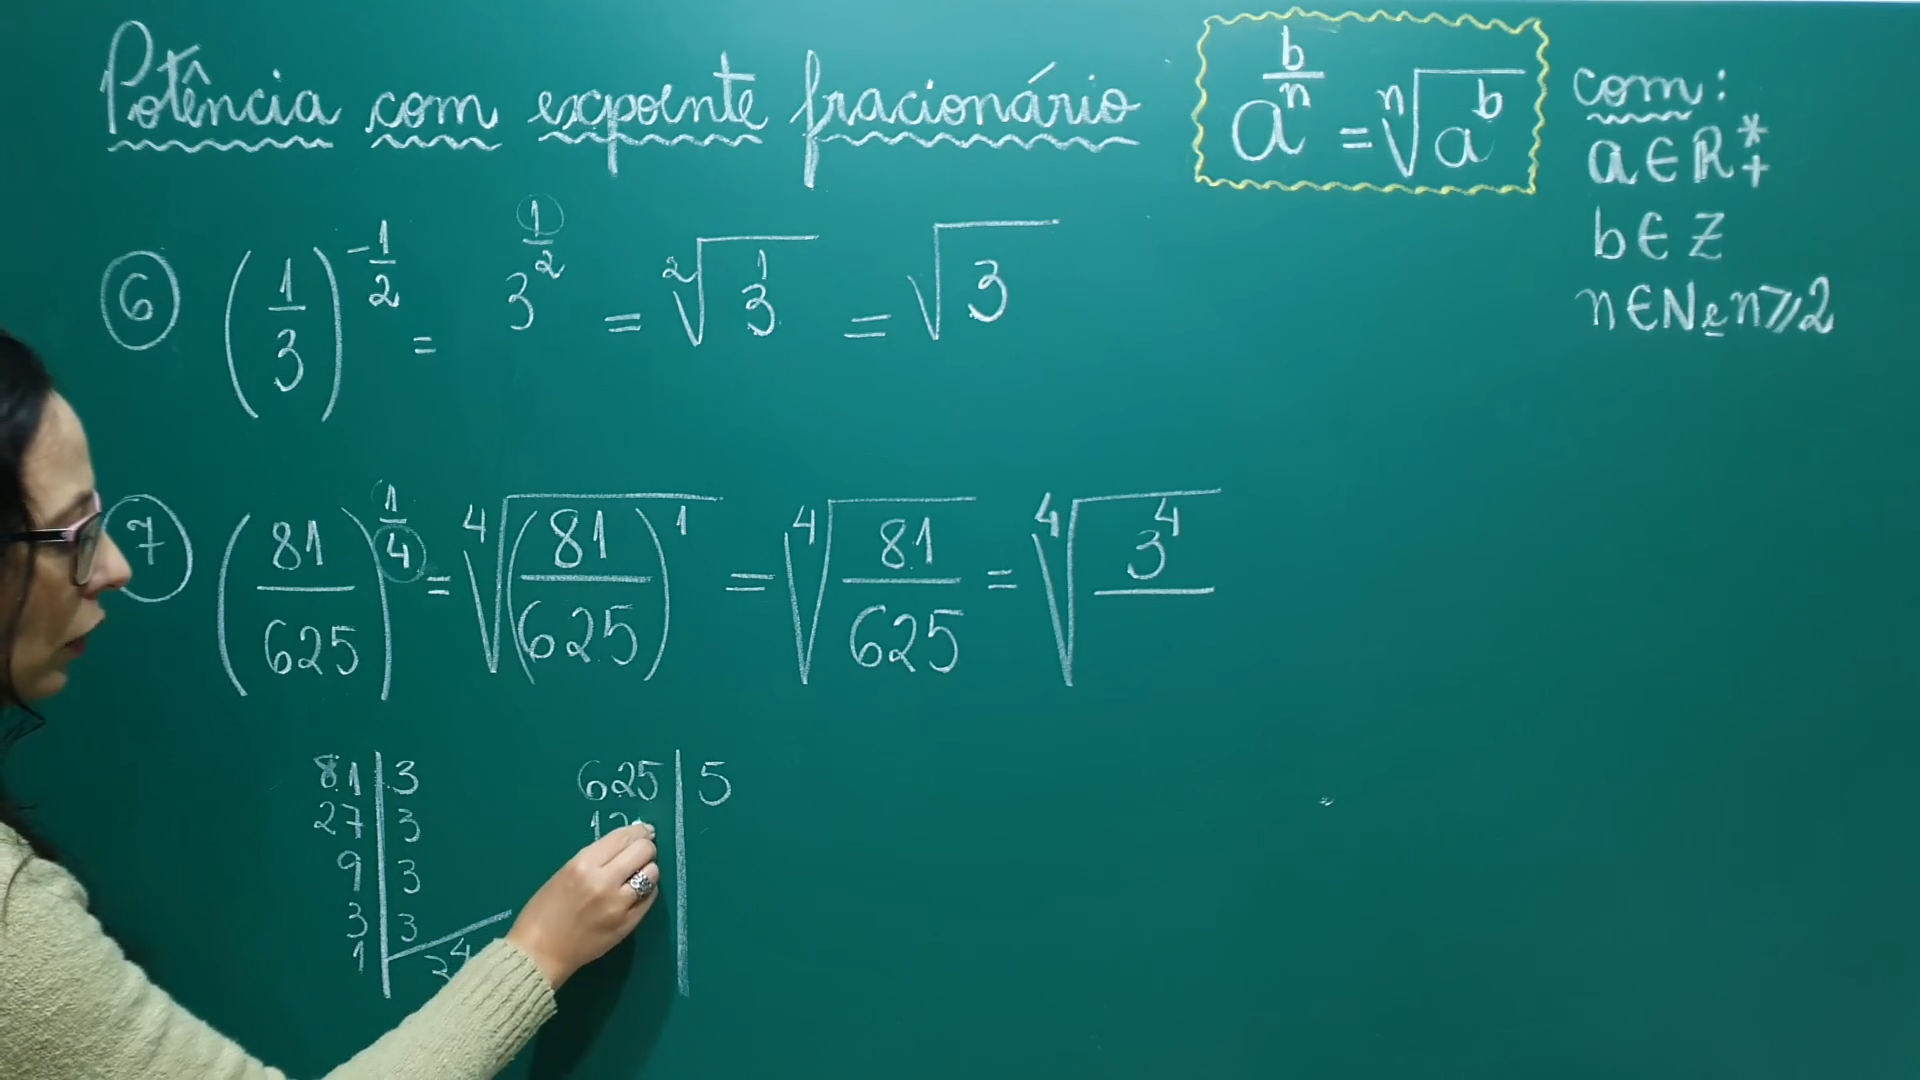 Potência com expoente fracionário
a^(b/n) = ⁿ√(a^b)
com:
a ∈ R*₊
b ∈ Z
n ∈ N e n ⩾ 2
⑥ (1/3)^(-1/2) = 3^(1/2) = ²√(3^1) = √3
⑦ (81/625)^(1/4) = ⁴√((81/625)^1) = ⁴√(81/625) = ⁴√(3^4/
81 | 3
27 | 3
9 | 3
3 | 3
1
625 | 5